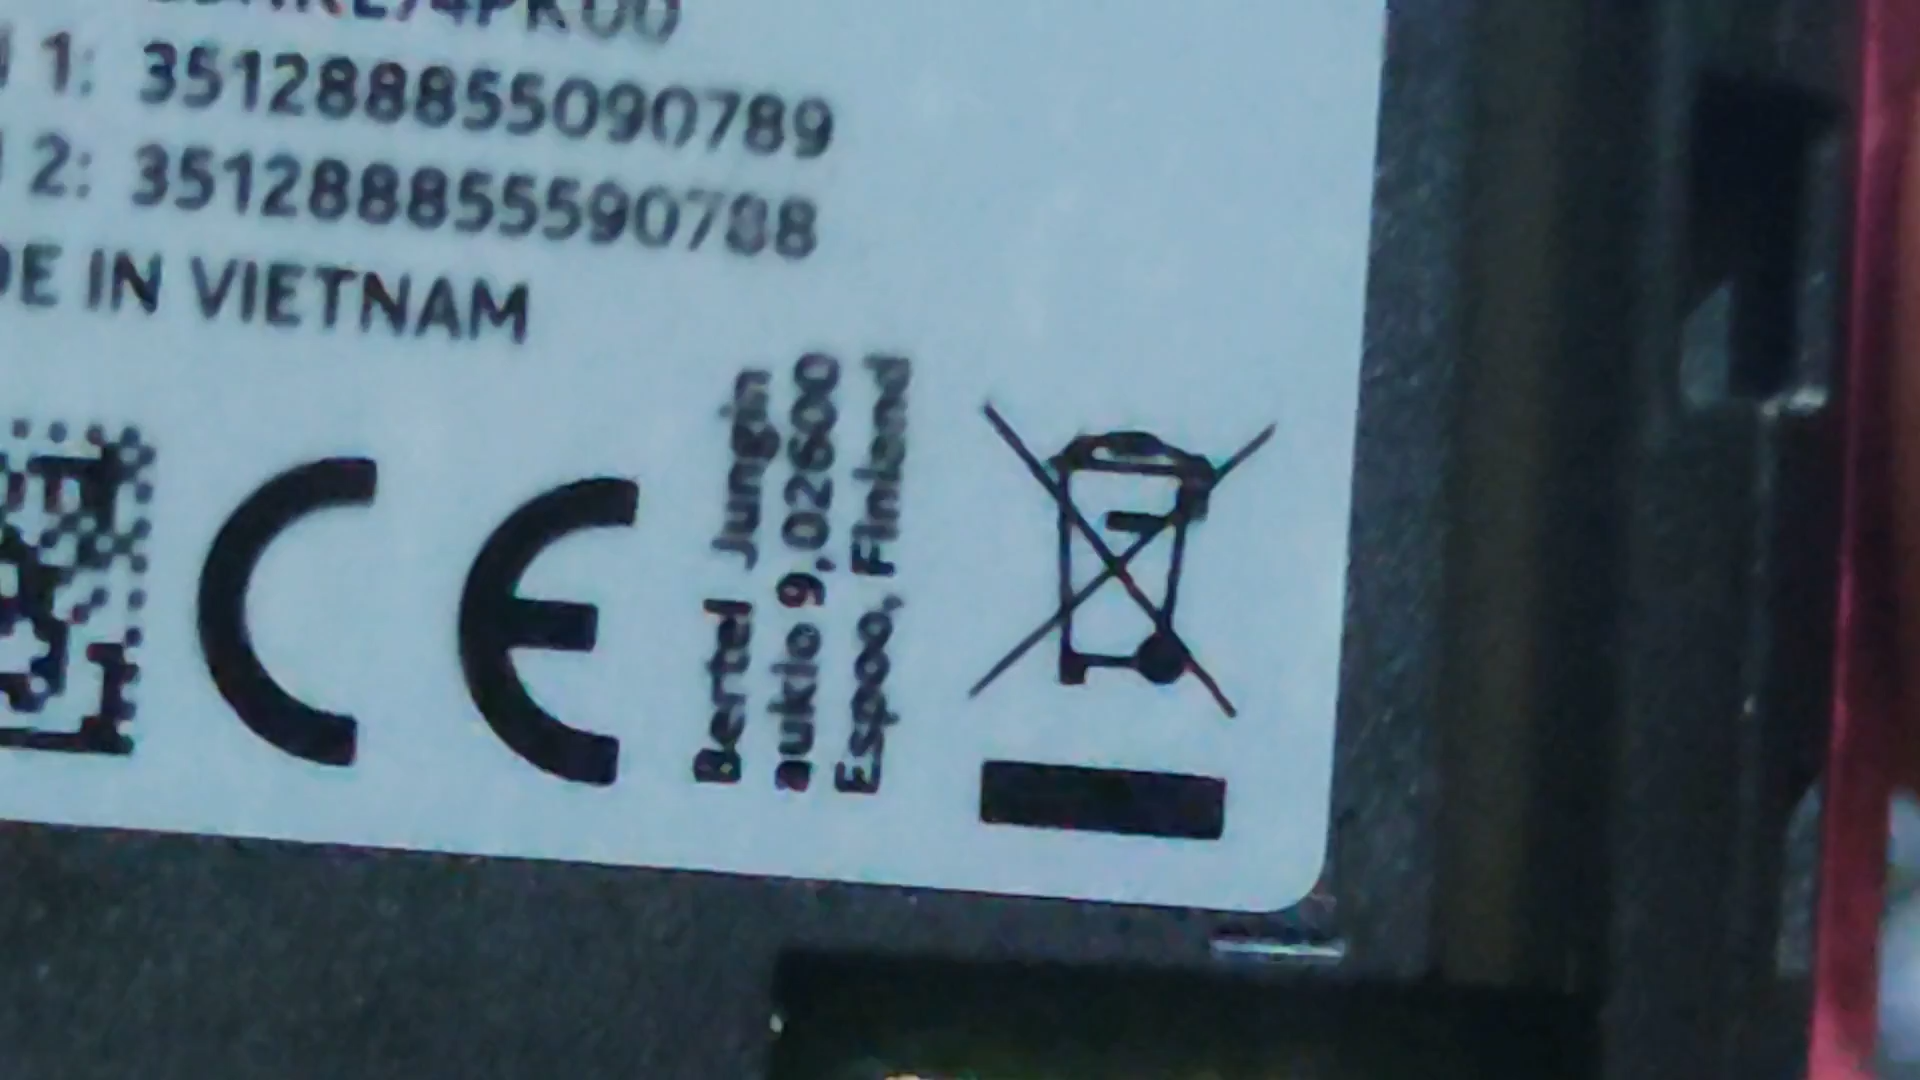 1: 351288855090789
2: 351288855590788
DE IN VIETNAM
CE
Bertel Jungin
aukio 9,02600
Espoo, Finland